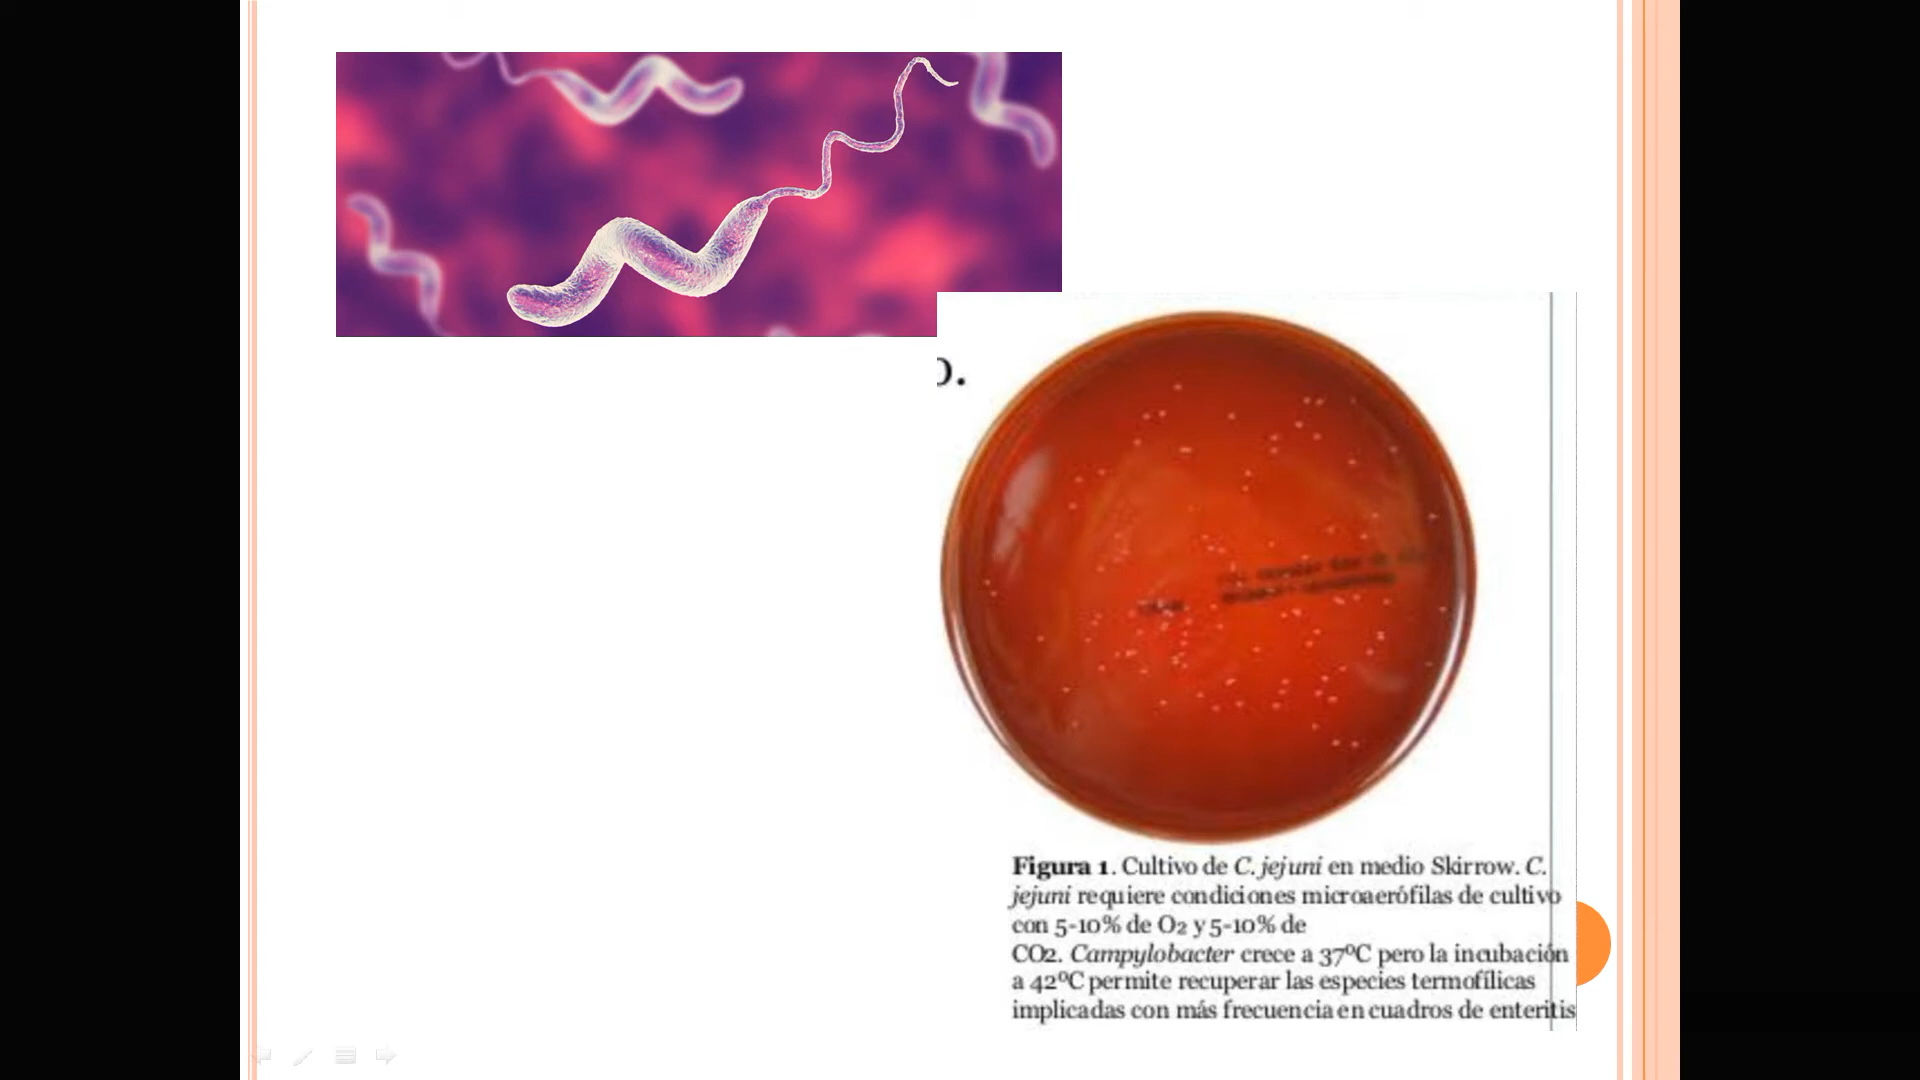 O.
Figura 1. Cultivo de C. jejuni en medio Skirrow. C.
jejuni requiere condiciones microaerófilas de cultivo
con 5-10% de O2 y 5-10% de
CO2. Campylobacter crece a 37ºC pero la incubación
a 42ºC permite recuperar las especies termofílicas
implicadas con más frecuencia en cuadros de enteritis